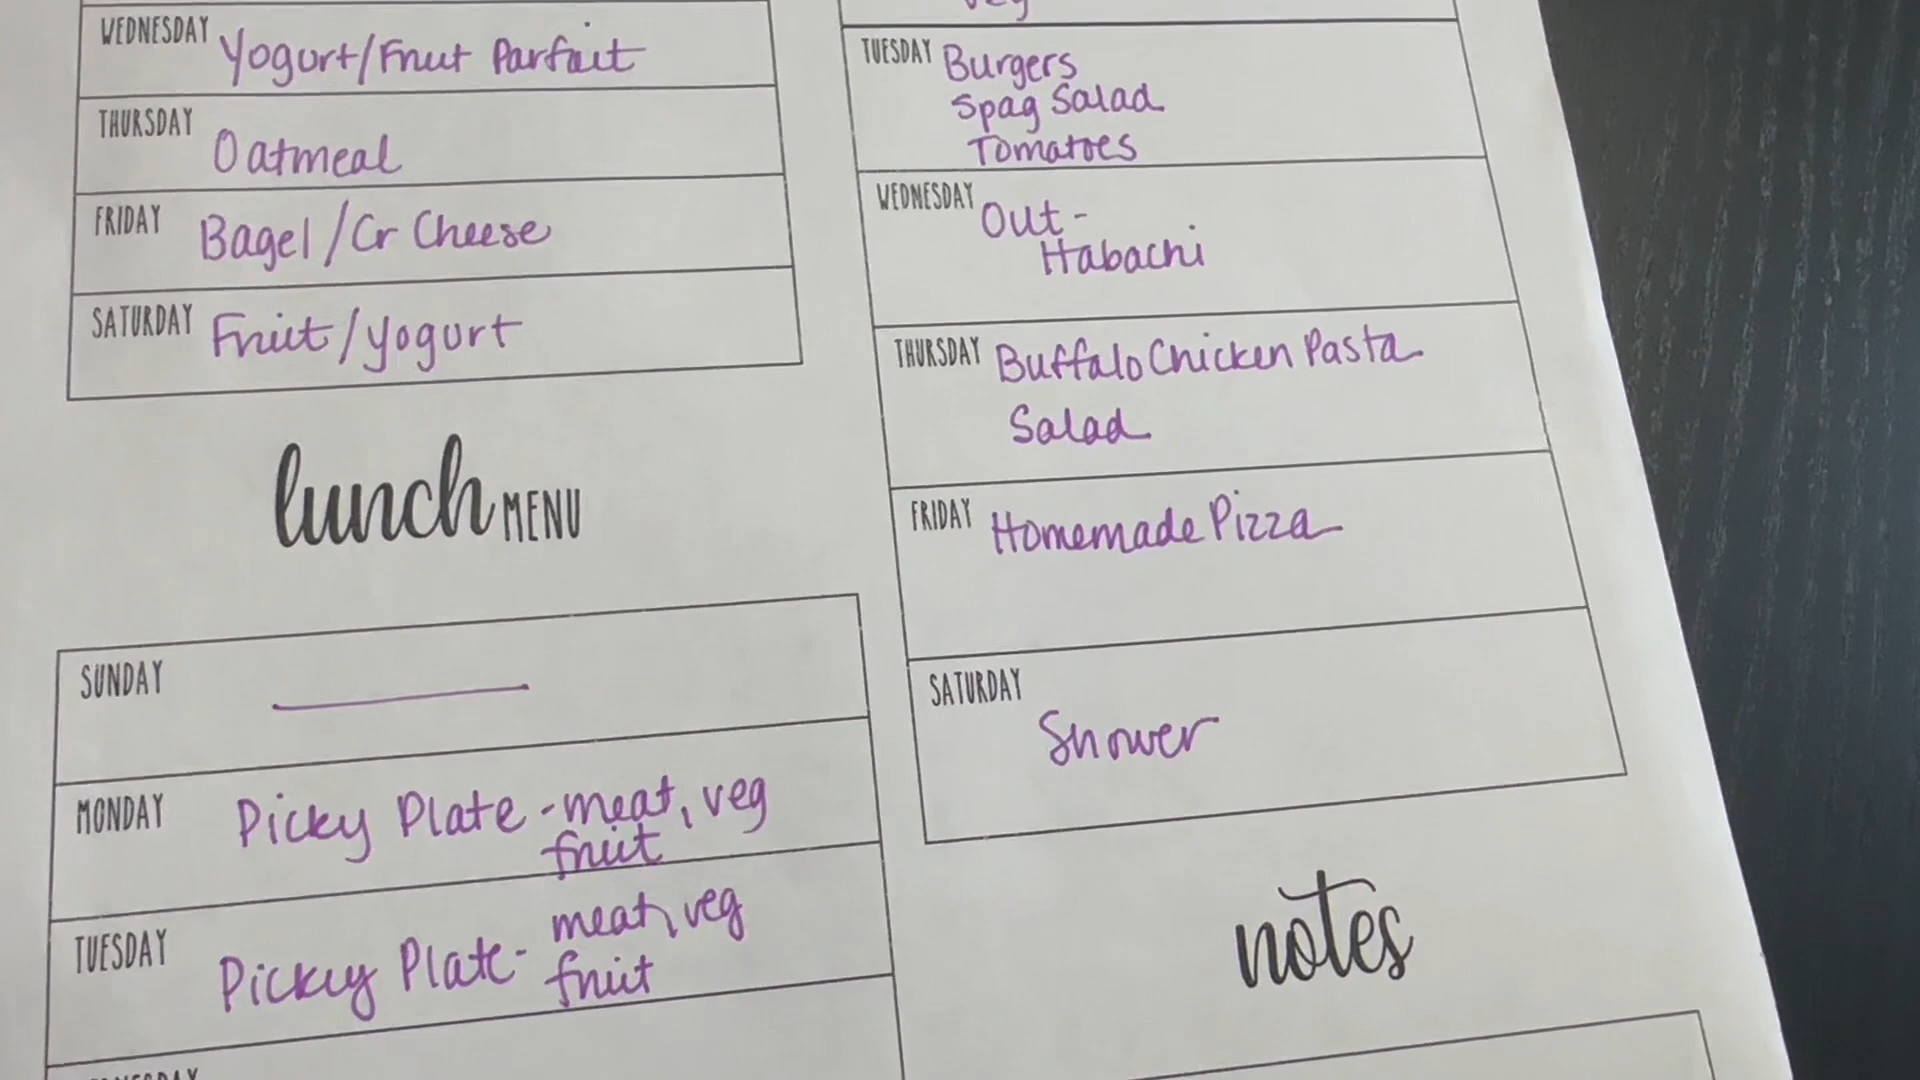 WEDNESDAY Yogurt/Fruit Parfait
THURSDAY Oatmeal
FRIDAY Bagel/Cr Cheese
SATURDAY Fruit/Yogurt
lunch MENU
SUNDAY
MONDAY Picky Plate - meat, veg
fruit
TUESDAY Picky Plate - meat, veg
fruit
veg
TUESDAY Burgers
Spag Salad
Tomatoes
WEDNESDAY Out -
Habachi
THURSDAY Buffalo Chicken Pasta
Salad
FRIDAY Homemade Pizza
SATURDAY
Shower
notes